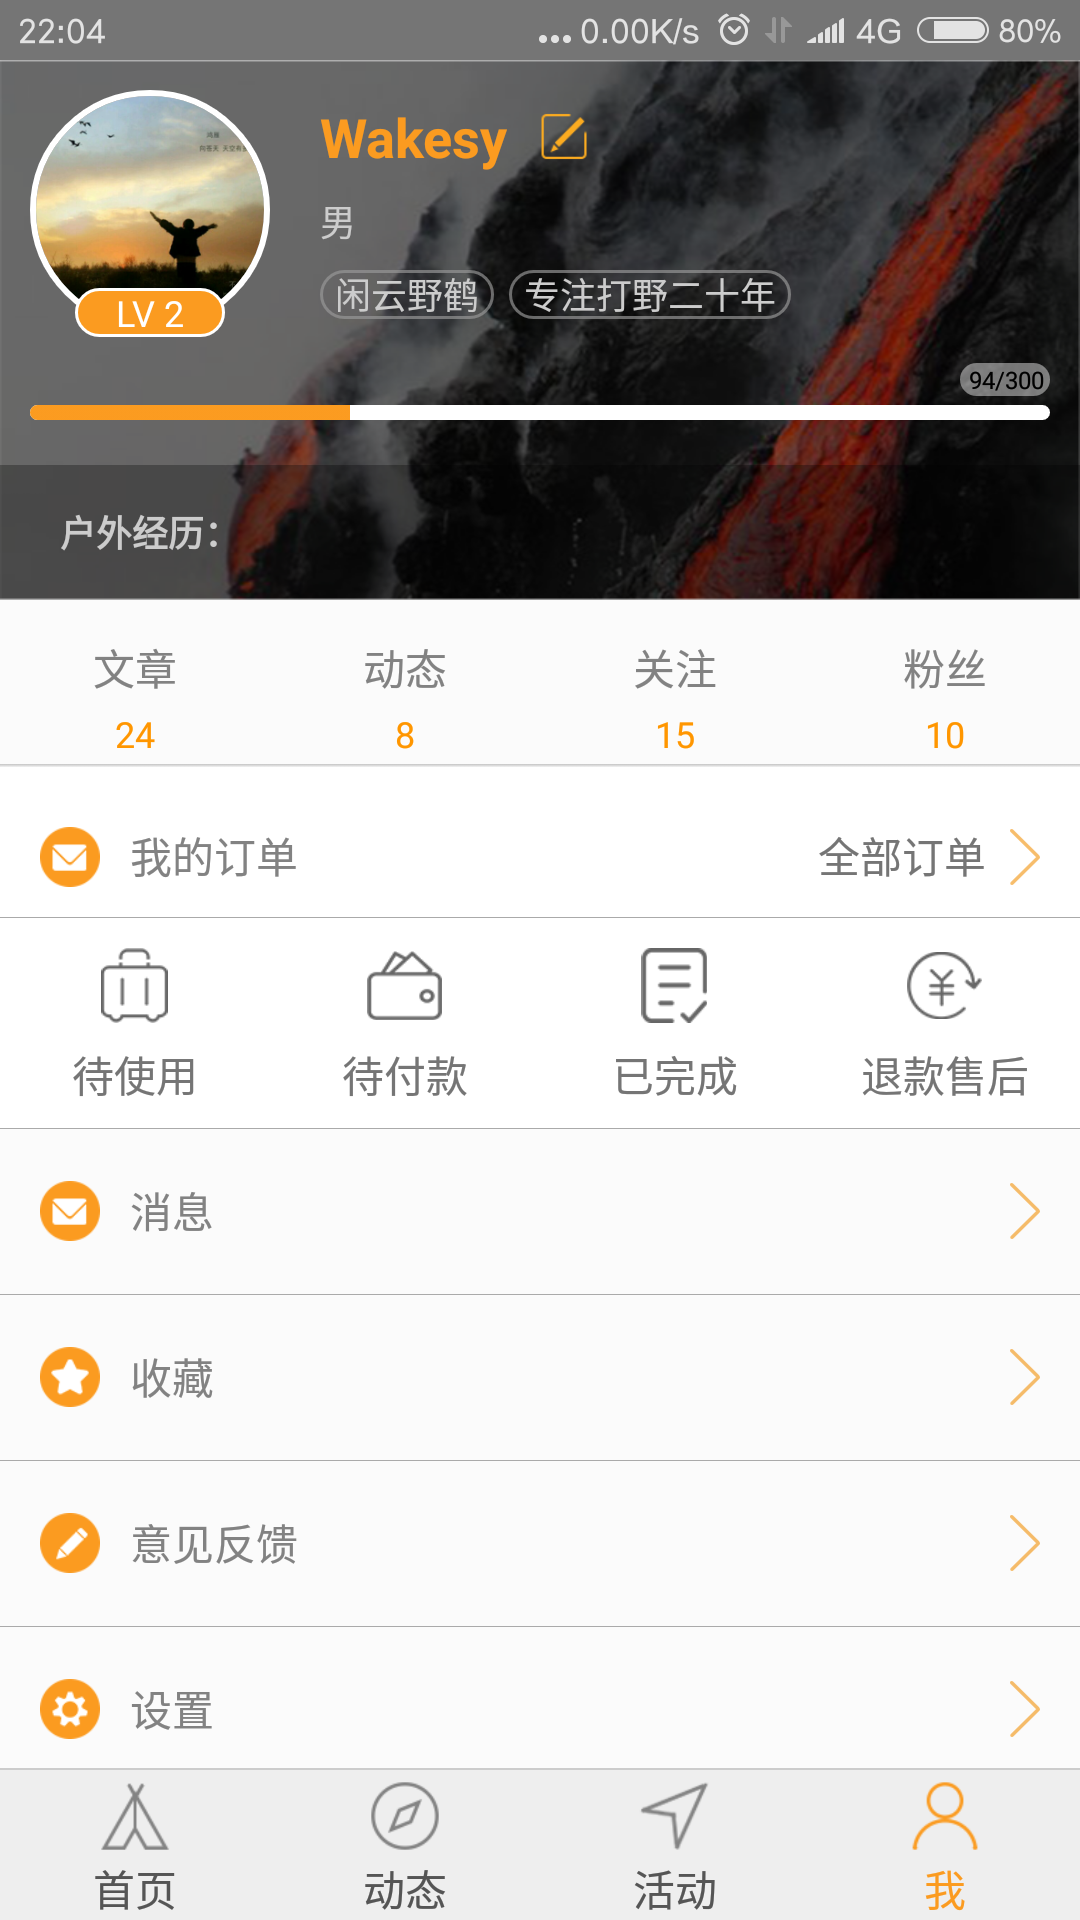 22:04 ... 0.00K/s 4G 80%
Wakesy
男
闲云野鹤 专注打野二十年
LV 2
94/300
户外经历：
文章 动态 关注 粉丝
24 8 15 10
我的订单 全部订单
待使用 待付款 已完成 退款售后
消息
收藏
意见反馈
设置
首页 动态 活动 我